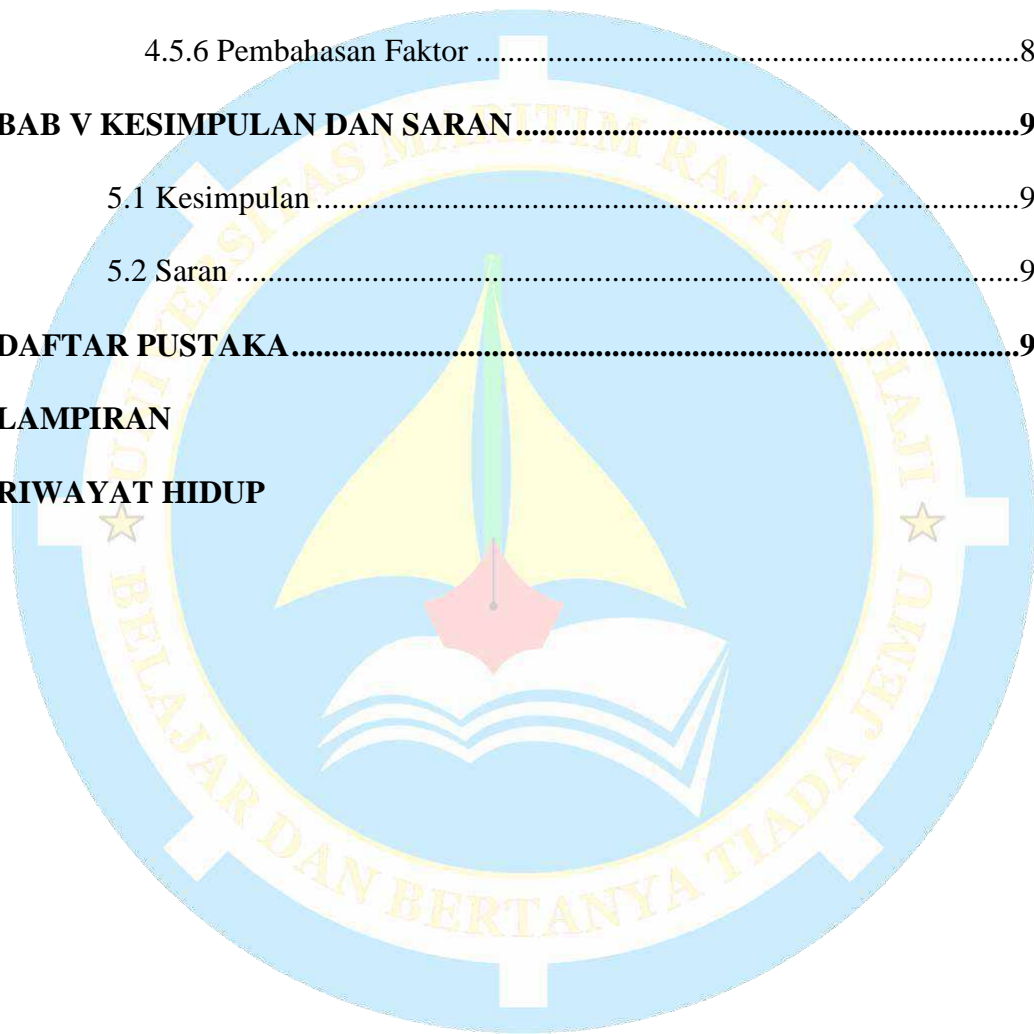 4.5.6 Pembahasan Faktor ........................................................................8
BAB V KESIMPULAN DAN SARAN.................................................................9
5.1 Kesimpulan ..............................................................................................9
5.2 Saran ........................................................................................................9
DAFTAR PUSTAKA...........................................................................................9
LAMPIRAN
RIWAYAT HIDUP
UNIVERSITAS MARITIM RAJA ALI HAJI
BELAJAR DAN BERTANYA TIADA JEMU